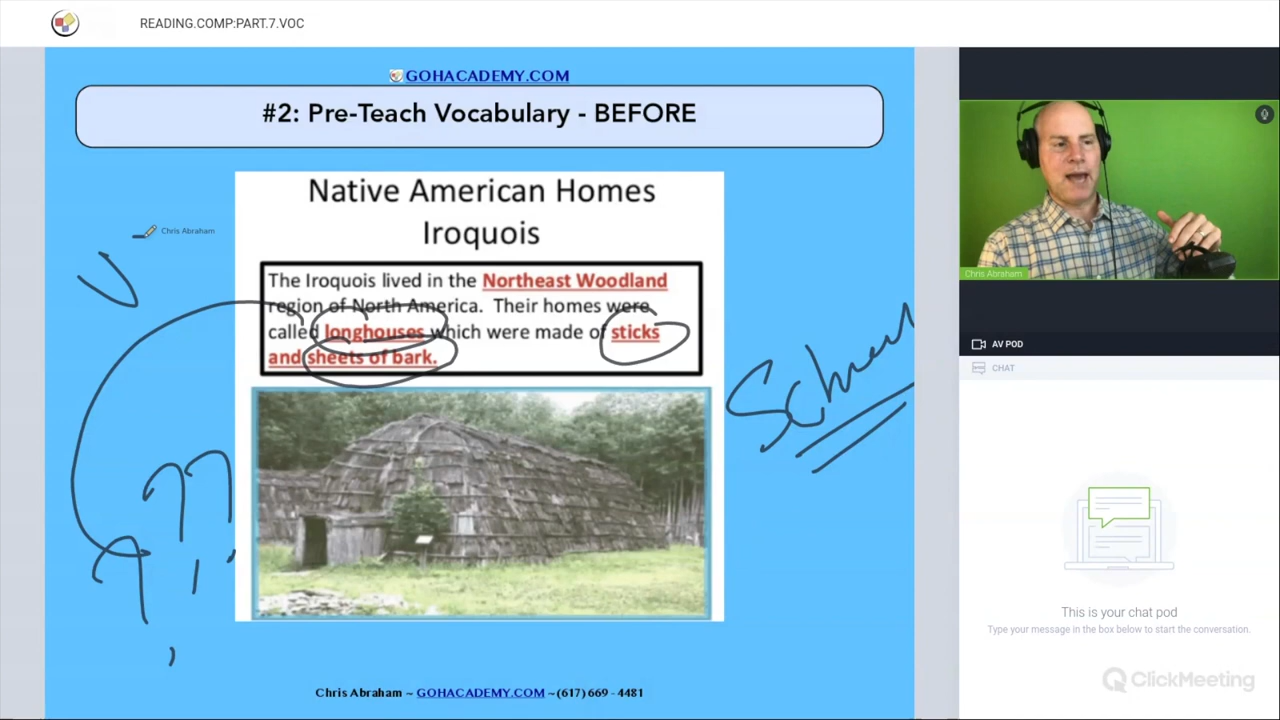 READING.COMP:PART.7.VOC
GOHACADEMY.COM
#2: Pre-Teach Vocabulary - BEFORE
Native American Homes
Iroquois
Chris Abraham
The Iroquois lived in the Northeast Woodland
region of North America. Their homes were
called longhouses which were made of sticks
and sheets of bark.
V
???
Chris Abraham ~ GOHACADEMY.COM ~ (617) 669 - 4481
Chris Abraham
AV POD
CHAT
This is your chat pod
Type your message in the box below to start the conversation.
ClickMeeting